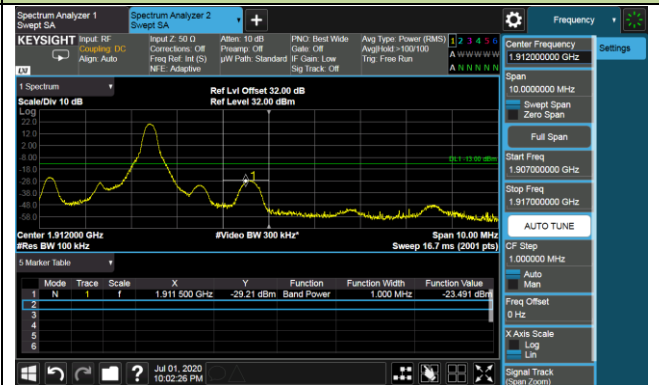 Spectrum Analyzer 1
Swept SA
Spectrum Analyzer 2
Swept SA
+
Frequency
KEYSIGHT
Input: RF
Coupling: DC
Align: Auto
Input Z: 50 Ω
Corrections: Off
Freq Ref: Int (S)
NFE: Adaptive
Atten: 10 dB
Preamp: Off
µW Path: Standard
PNO: Best Wide
Gate: Off
IF Gain: Low
Sig Track: Off
Avg Type: Power (RMS)
Avg|Hold:>100/100
Trig: Free Run
1 2 3 4 5 6
A W W W W W
A N N N N N
LXI
1 Spectrum
Scale/Div 10 dB
Ref Lvl Offset 32.00 dB
Ref Level 32.00 dBm
Log
22.0
12.0
2.00
-8.00
-18.0
-28.0
-38.0
-48.0
-58.0
DL1 -13.00 dBm
1
Center 1.912000 GHz
#Res BW 100 kHz
#Video BW 300 kHz*
Span 10.00 MHz
Sweep 16.7 ms (2001 pts)
5 Marker Table
Mode Trace Scale X Y Function Function Width Function Value
1 N 1 f 1.911 500 GHz -29.21 dBm Band Power 1.000 MHz -23.491 dBm
2
3
4
5
6
Jul 01, 2020
10:02:26 PM
Center Frequency
1.912000000 GHz
Settings
Span
10.0000000 MHz
Swept Span
Zero Span
Full Span
Start Freq
1.907000000 GHz
Stop Freq
1.917000000 GHz
AUTO TUNE
CF Step
1.000000 MHz
Auto
Man
Freq Offset
0 Hz
X Axis Scale
Log
Lin
Signal Track
(Span Zoom)